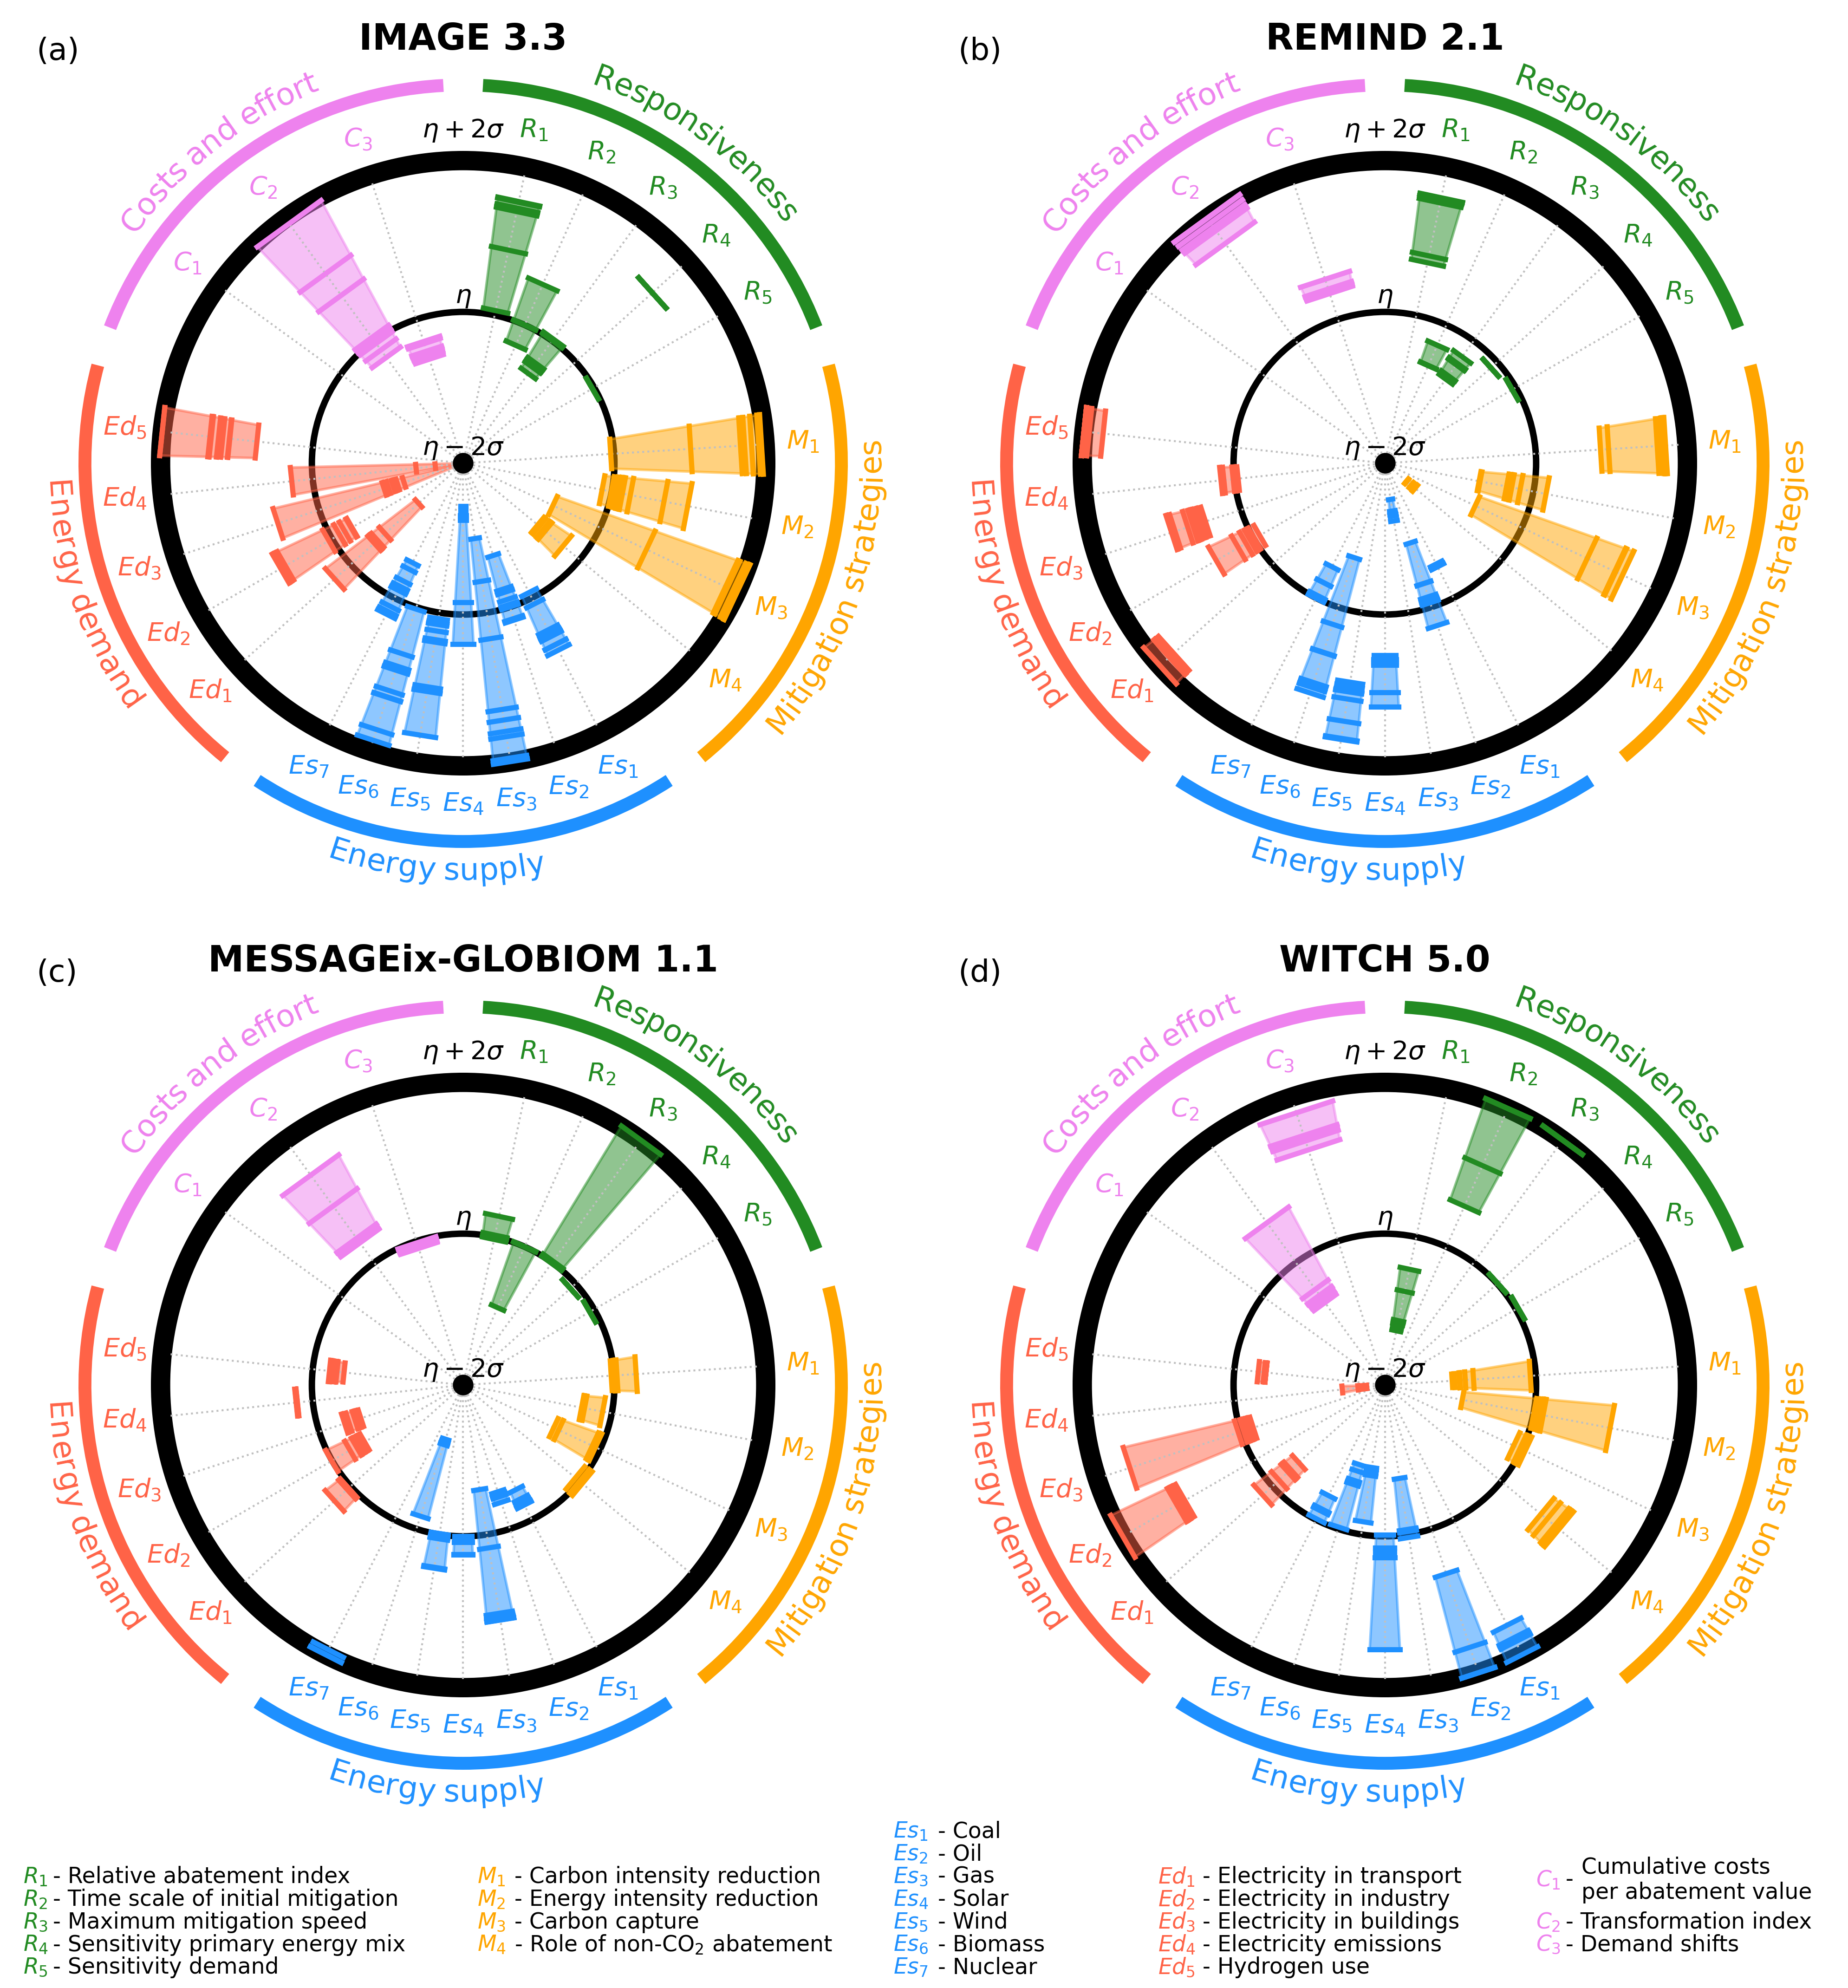 (a)
IMAGE 3.3
Costs and effort
Responsiveness
Mitigation strategies
Energy supply
Energy demand
η + 2σ
η
η − 2σ
R1
R2
R3
R4
R5
M1
M2
M3
M4
Es1
Es2
Es3
Es4
Es5
Es6
Es7
Ed1
Ed2
Ed3
Ed4
Ed5
C1
C2
C3
(b)
REMIND 2.1
Costs and effort
Responsiveness
Mitigation strategies
Energy supply
Energy demand
η + 2σ
η
η − 2σ
R1
R2
R3
R4
R5
M1
M2
M3
M4
Es1
Es2
Es3
Es4
Es5
Es6
Es7
Ed1
Ed2
Ed3
Ed4
Ed5
C1
C2
C3
(c)
MESSAGEix-GLOBIOM 1.1
Costs and effort
Responsiveness
Mitigation strategies
Energy supply
Energy demand
η + 2σ
η
η − 2σ
R1
R2
R3
R4
R5
M1
M2
M3
M4
Es1
Es2
Es3
Es4
Es5
Es6
Es7
Ed1
Ed2
Ed3
Ed4
Ed5
C1
C2
C3
(d)
WITCH 5.0
Costs and effort
Responsiveness
Mitigation strategies
Energy supply
Energy demand
η + 2σ
η
η − 2σ
R1
R2
R3
R4
R5
M1
M2
M3
M4
Es1
Es2
Es3
Es4
Es5
Es6
Es7
Ed1
Ed2
Ed3
Ed4
Ed5
C1
C2
C3
R1 - Relative abatement index
R2 - Time scale of initial mitigation
R3 - Maximum mitigation speed
R4 - Sensitivity primary energy mix
R5 - Sensitivity demand
M1 - Carbon intensity reduction
M2 - Energy intensity reduction
M3 - Carbon capture
M4 - Role of non-CO2 abatement
Es1 - Coal
Es2 - Oil
Es3 - Gas
Es4 - Solar
Es5 - Wind
Es6 - Biomass
Es7 - Nuclear
Ed1 - Electricity in transport
Ed2 - Electricity in industry
Ed3 - Electricity in buildings
Ed4 - Electricity emissions
Ed5 - Hydrogen use
C1 - Cumulative costs
per abatement value
C2 - Transformation index
C3 - Demand shifts